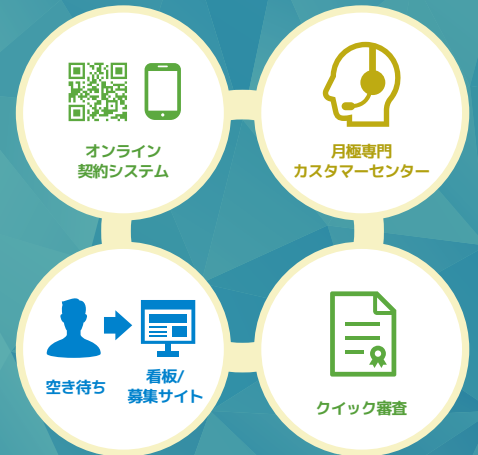 オンライン
契約システム
月極専門
カスタマーセンター
空き待ち
看板/
募集サイト
クイック審査